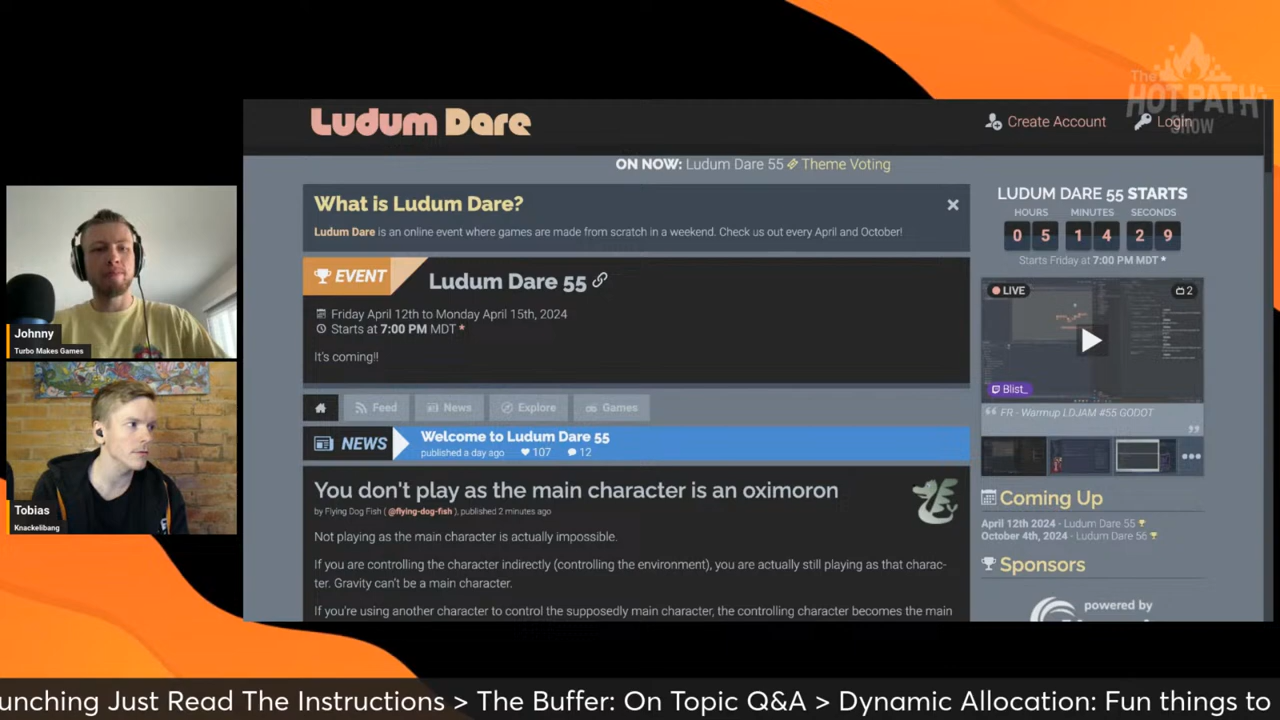 The
HOT PATH
SHOW
Ludum Dare
Create Account
Login
ON NOW: Ludum Dare 55 Theme Voting
What is Ludum Dare?
Ludum Dare is an online event where games are made from scratch in a weekend. Check us out every April and October!
EVENT
Ludum Dare 55
Friday April 12th to Monday April 15th, 2024
Starts at 7:00 PM MDT *
It's coming!!
Feed
News
Explore
Games
NEWS
Welcome to Ludum Dare 55
published a day ago 107 12
You don't play as the main character is an oximoron
by Flying Dog Fish ( @flying-dog-fish ), published 2 minutes ago
Not playing as the main character is actually impossible.
If you are controlling the character indirectly (controlling the environment), you are actually still playing as that charac-
ter. Gravity can't be a main character.
If you're using another character to control the supposedly main character, the controlling character becomes the main
LUDUM DARE 55 STARTS
HOURS MINUTES SECONDS
0 5 1 4 2 9
Starts Friday at 7:00 PM MDT *
LIVE
2
Blist_
FR - Warmup LDJAM #55 GODOT
Coming Up
April 12th 2024 - Ludum Dare 55
October 4th, 2024 - Ludum Dare 56
Sponsors
powered by
Johnny
Turbo Makes Games
Tobias
Knackelibang
unching Just Read The Instructions > The Buffer: On Topic Q&A > Dynamic Allocation: Fun things to